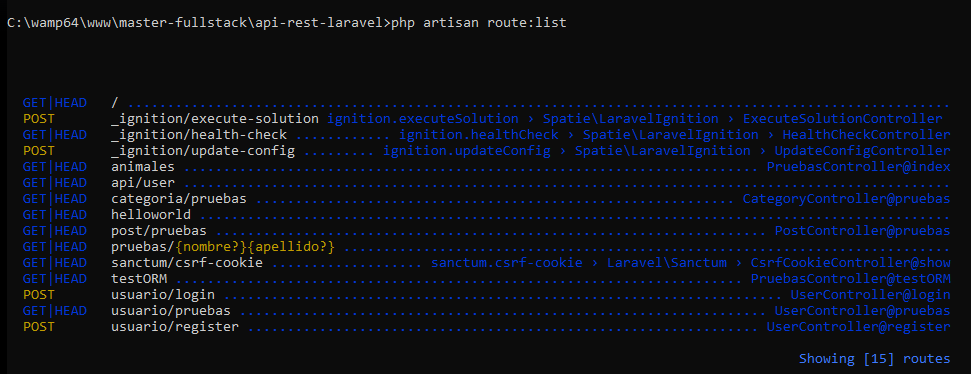 C:\wamp64\www\master-fullstack\api-rest-laravel>php artisan route:list
GET|HEAD / .......................................................................................................
POST _ignition/execute-solution ignition.executeSolution › Spatie\LaravelIgnition › ExecuteSolutionController
GET|HEAD _ignition/health-check ............ ignition.healthCheck › Spatie\LaravelIgnition › HealthCheckController
POST _ignition/update-config ......... ignition.updateConfig › Spatie\LaravelIgnition › UpdateConfigController
GET|HEAD animales ........................................................................ PruebasController@index
GET|HEAD api/user ................................................................................................
GET|HEAD categoria/pruebas ............................................................ CategoryController@pruebas
GET|HEAD helloworld ..............................................................................................
GET|HEAD post/pruebas ..................................................................... PostController@pruebas
GET|HEAD pruebas/{nombre?}{apellido?} ............................................................................
GET|HEAD sanctum/csrf-cookie ................... sanctum.csrf-cookie › Laravel\Sanctum › CsrfCookieController@show
GET|HEAD testORM ....................................................................... PruebasController@testORM
POST usuario/login ...................................................................... UserController@login
GET|HEAD usuario/pruebas .................................................................. UserController@pruebas
POST usuario/register ................................................................ UserController@register
Showing [15] routes